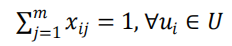 ∑_{j=1}^{m} x_{ij} = 1, ∀u_i ∈ U